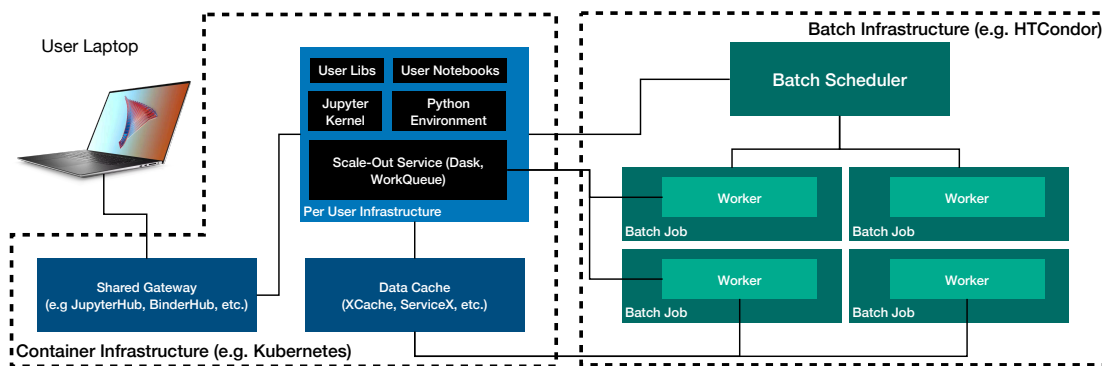 User Laptop
User Libs
User Notebooks
Jupyter
Kernel
Python
Environment
Scale-Out Service (Dask,
WorkQueue)
Per User Infrastructure
Shared Gateway
(e.g JupyterHub, BinderHub, etc.)
Data Cache
(XCache, ServiceX, etc.)
Container Infrastructure (e.g. Kubernetes)
Batch Infrastructure (e.g. HTCondor)
Batch Scheduler
Worker
Batch Job
Worker
Batch Job
Worker
Batch Job
Worker
Batch Job